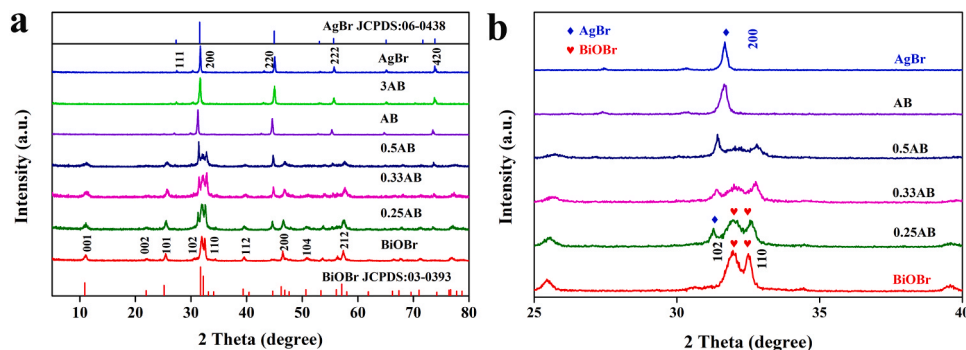 a
AgBr JCPDS:06-0438
111
200
220
222
420
AgBr
3AB
AB
0.5AB
0.33AB
0.25AB
001
002
101
102
110
112
200
104
212
BiOBr
BiOBr JCPDS:03-0393
Intensity (a.u.)
10 20 30 40 50 60 70 80
2 Theta (degree)
b
AgBr
BiOBr
200
AgBr
AB
0.5AB
0.33AB
0.25AB
102
110
BiOBr
Intensity (a.u.)
25 30 35 40
2 Theta (degree)